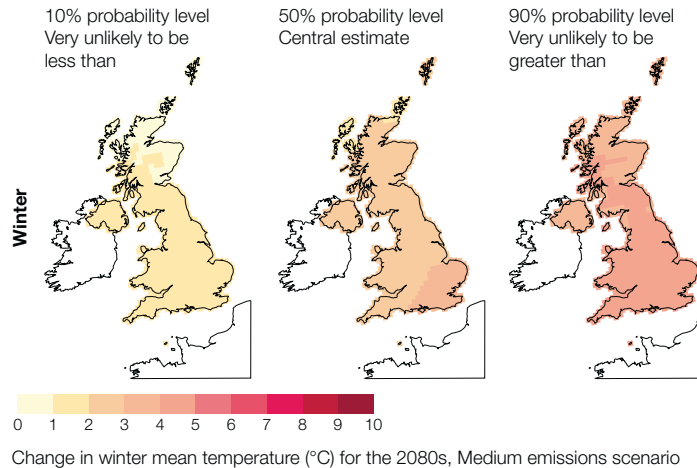 10% probability level
Very unlikely to be
less than
50% probability level
Central estimate
90% probability level
Very unlikely to be
greater than
Winter
0 1 2 3 4 5 6 7 8 9 10
Change in winter mean temperature (°C) for the 2080s, Medium emissions scenario